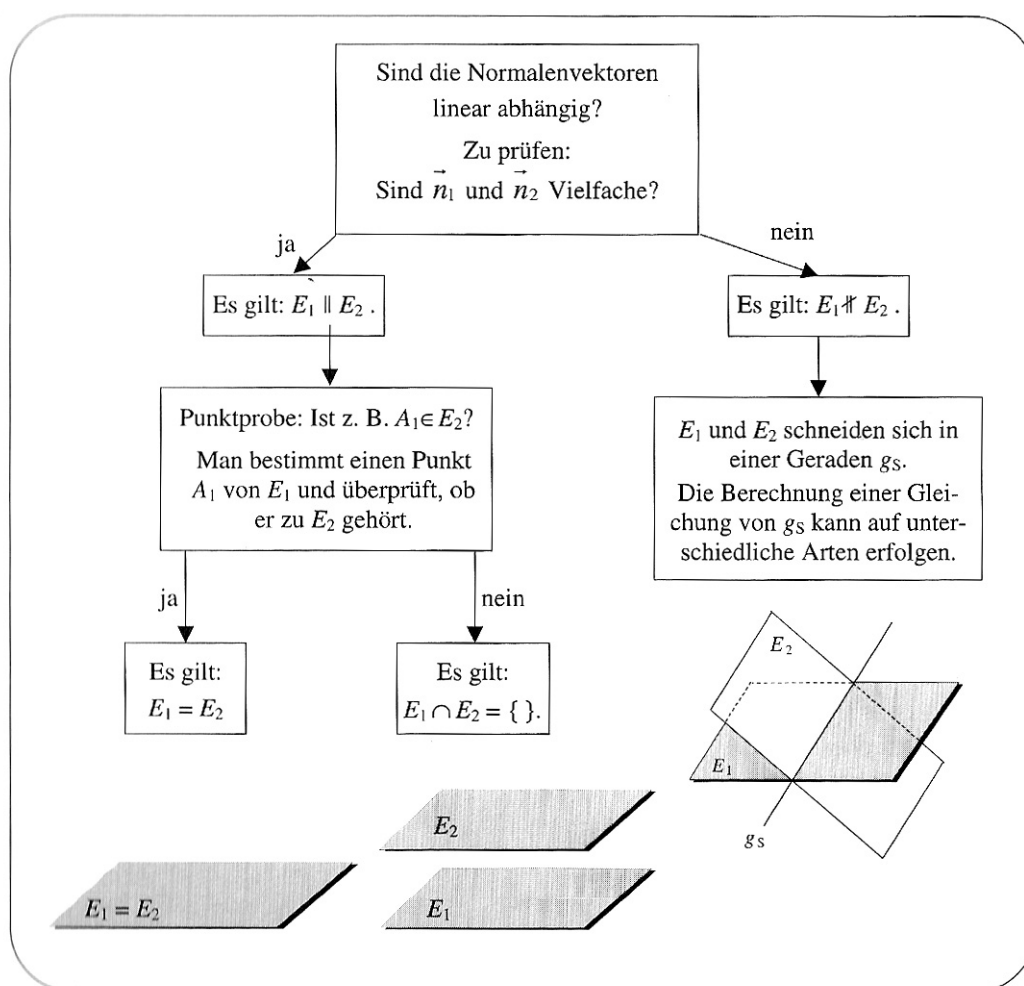 Sind die Normalenvektoren
linear abhängig?
Zu prüfen:
Sind n⃗₁ und n⃗₂ Vielfache?
ja
nein
Es gilt: E₁ ∥ E₂ .
Es gilt: E₁ ∦ E₂ .
Punktprobe: Ist z. B. A₁ ∈ E₂?
Man bestimmt einen Punkt
A₁ von E₁ und überprüft, ob
er zu E₂ gehört.
E₁ und E₂ schneiden sich in
einer Geraden gS.
Die Berechnung einer Glei-
chung von gS kann auf unter-
schiedliche Arten erfolgen.
ja
nein
Es gilt:
E₁ = E₂
Es gilt:
E₁ ∩ E₂ = { }.
E₂
E₁
gS
E₂
E₁ = E₂
E₁